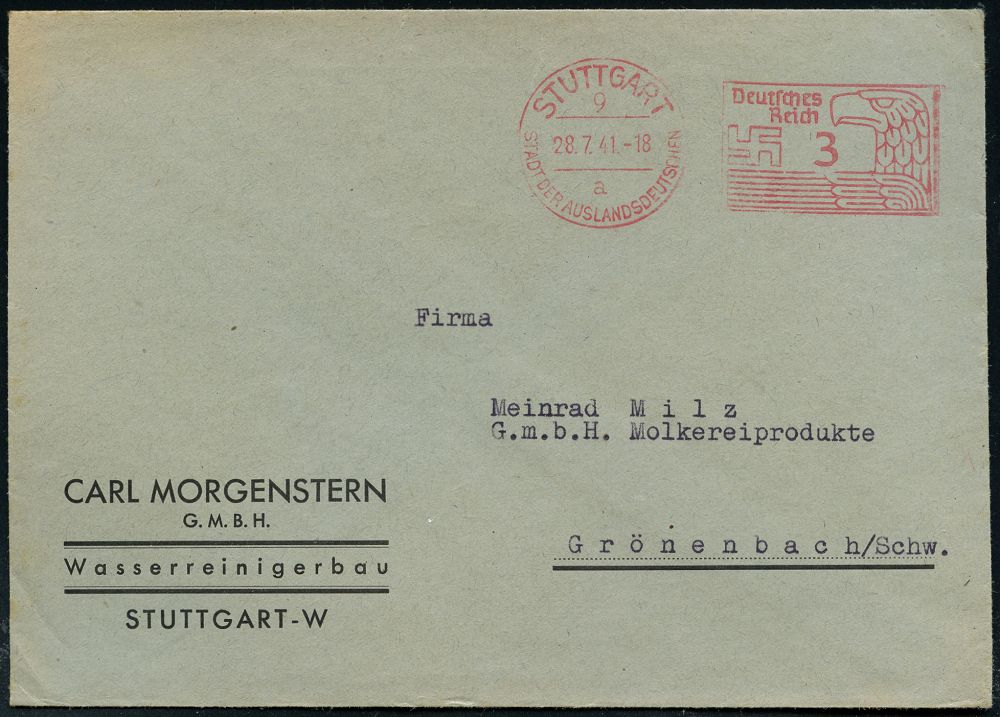 STUTTGART
9
28.7.41.-18
a
STADT DER AUSLANDSDEUTSCHEN
Deutsches
Reich
3
Firma
Meinrad M i l z
G.m.b.H. Molkereiprodukte
G r ö n e n b a c h/Schw.
CARL MORGENSTERN
G. M. B. H.
Wasserreinigerbau
STUTTGART-W